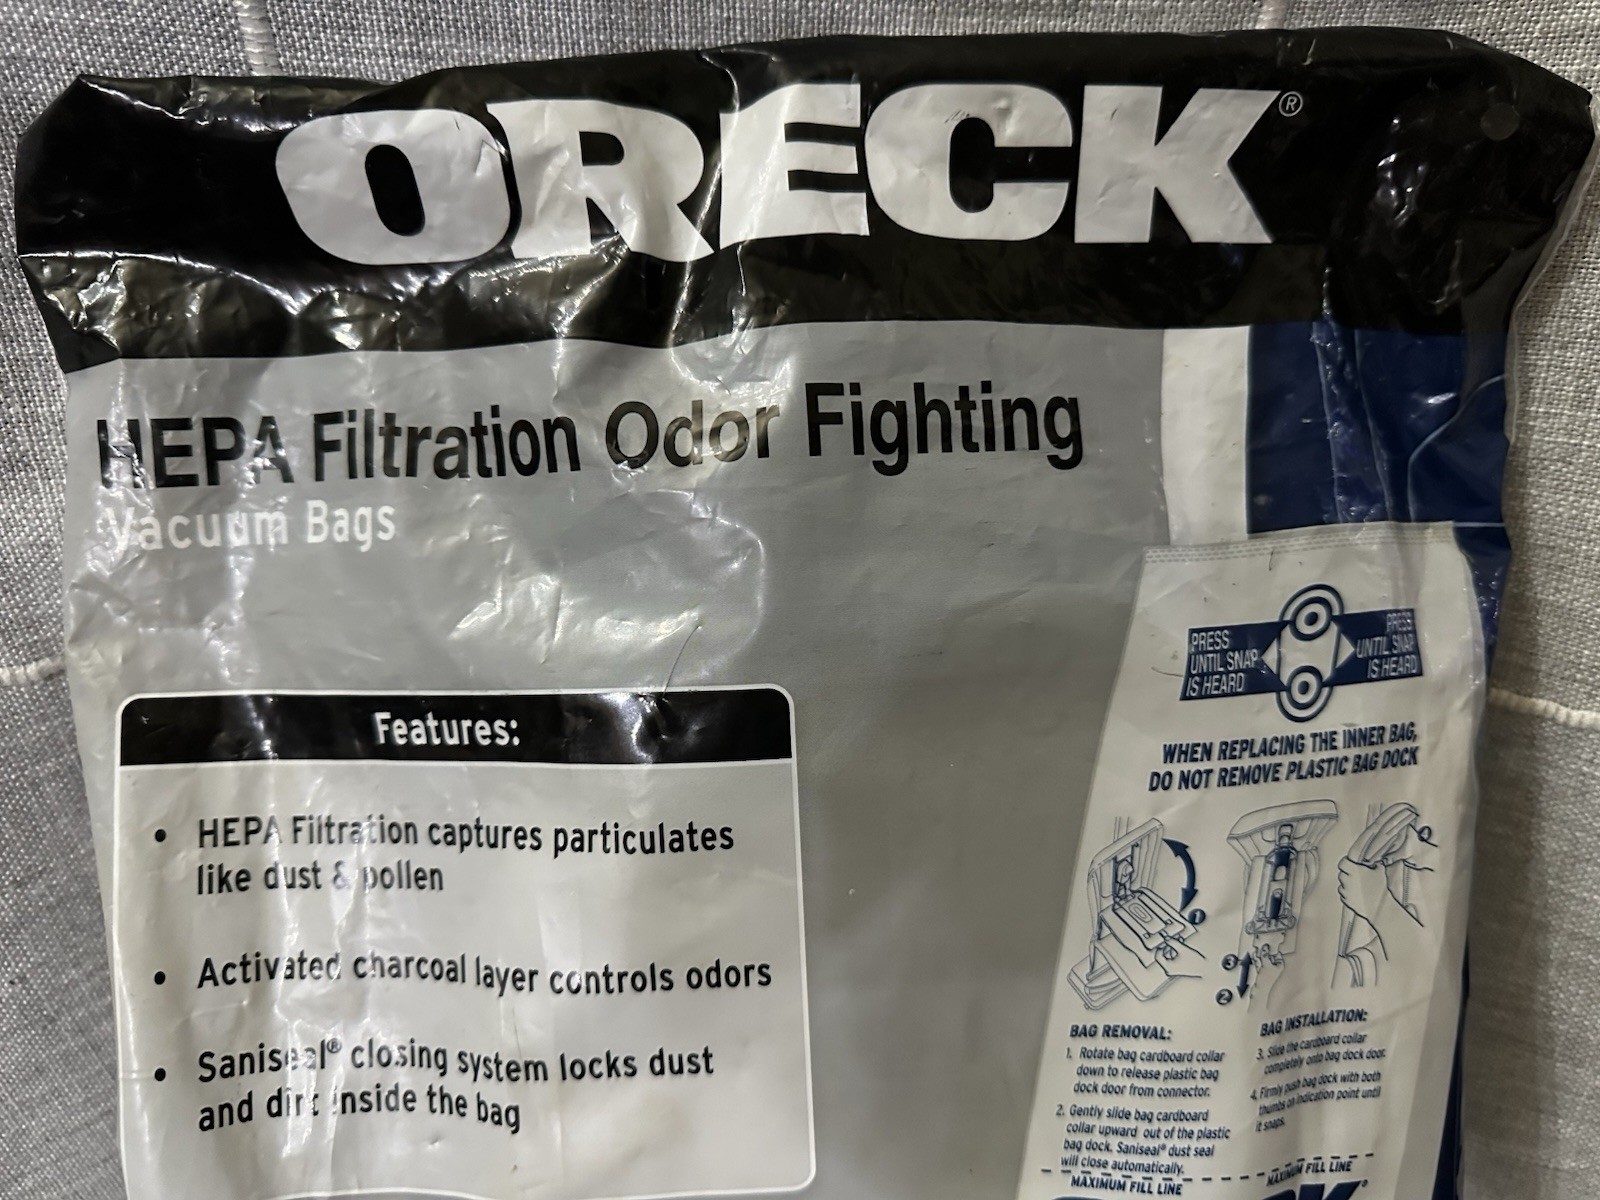 ORECK®
HEPA Filtration Odor Fighting
Vacuum Bags
Features:
• HEPA Filtration captures particulates
like dust & pollen
• Activated charcoal layer controls odors
• Saniseal® closing system locks dust
and dirt inside the bag
PRESS
UNTIL SNAP
IS HEARD
PRESS
UNTIL SNAP
IS HEARD
WHEN REPLACING THE INNER BAG,
DO NOT REMOVE PLASTIC BAG DOCK
1
3
2
4
BAG REMOVAL:
1. Rotate bag cardboard collar
down to release plastic bag
dock door from connector.
2. Gently slide bag cardboard
collar upward out of the plastic
bag dock. Saniseal® dust seal
will close automatically.
BAG INSTALLATION:
3. Slide the cardboard collar
completely onto bag dock door.
4. Firmly push bag dock with both
thumbs on indication point until
it snaps.
MAXIMUM FILL LINE
MAXIMUM FILL LINE